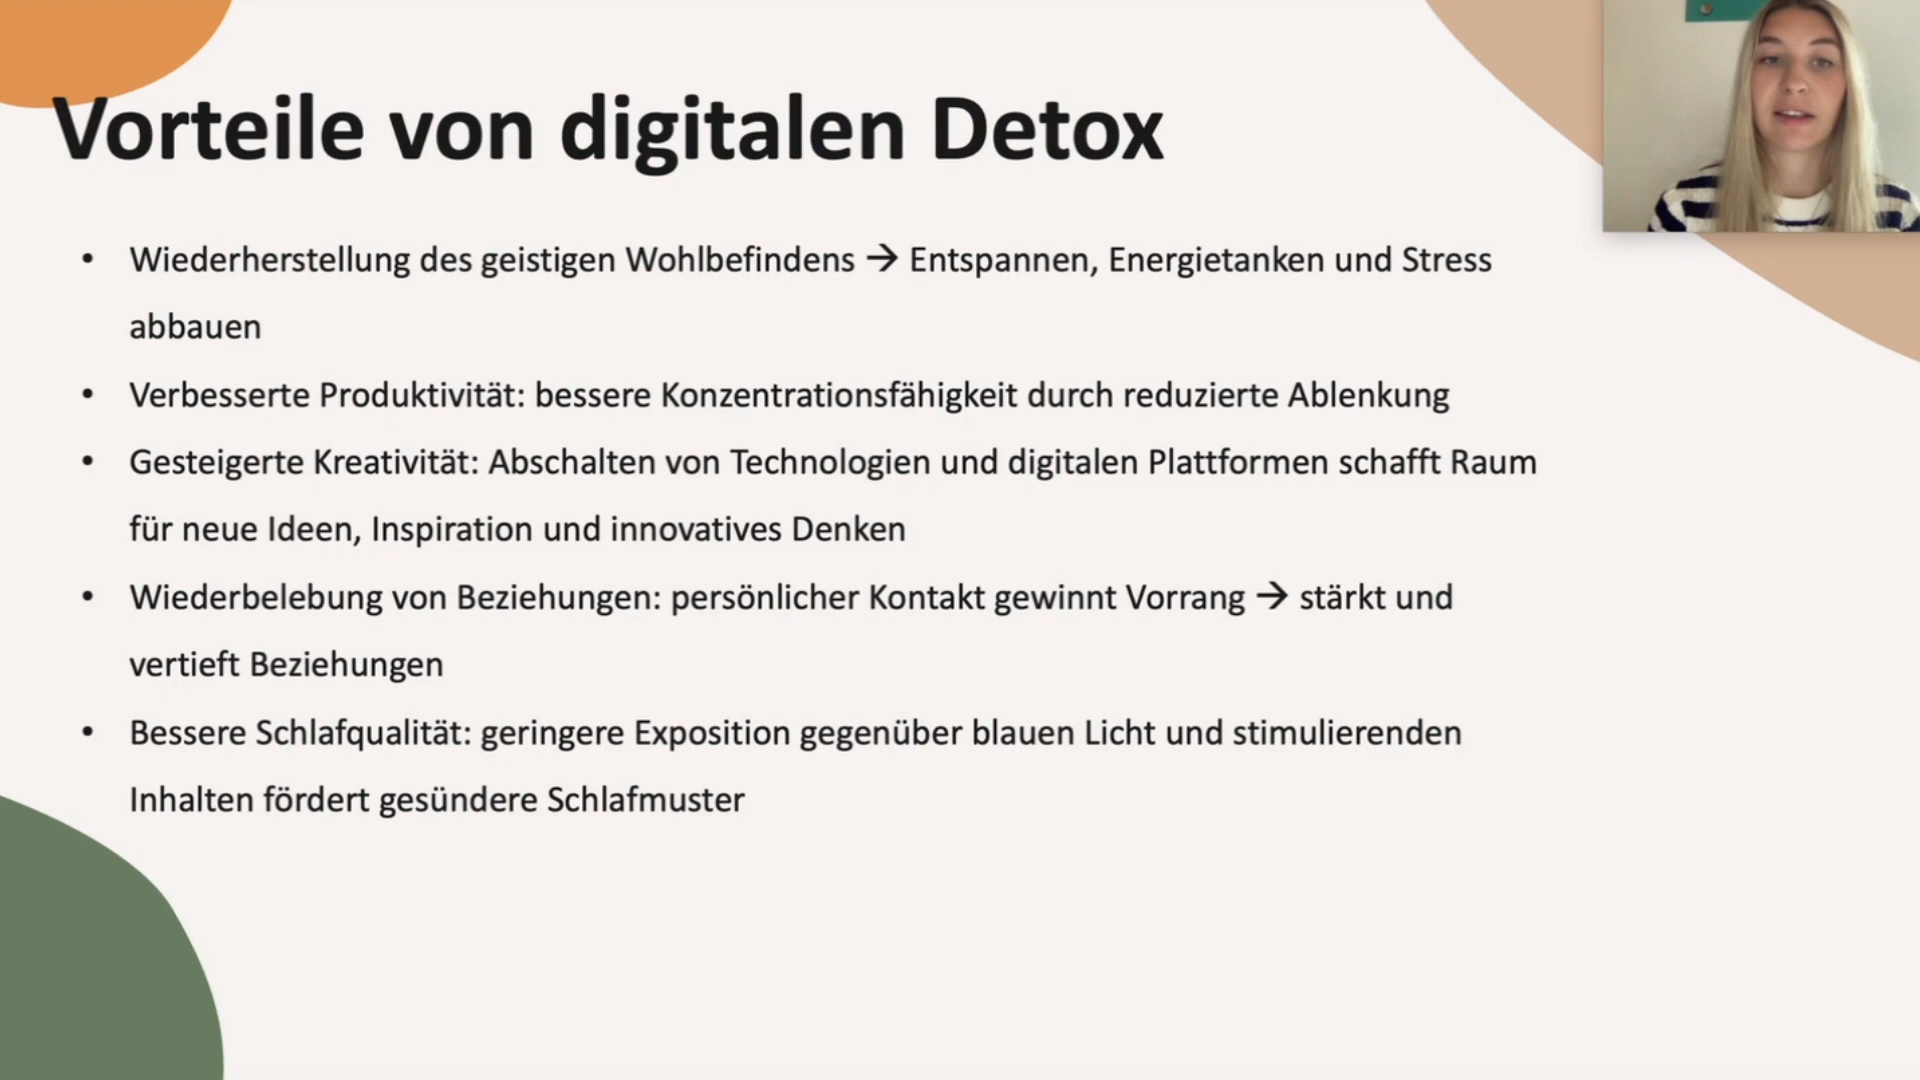 Vorteile von digitalen Detox
• Wiederherstellung des geistigen Wohlbefindens → Entspannen, Energietanken und Stress
abbauen
• Verbesserte Produktivität: bessere Konzentrationsfähigkeit durch reduzierte Ablenkung
• Gesteigerte Kreativität: Abschalten von Technologien und digitalen Plattformen schafft Raum
für neue Ideen, Inspiration und innovatives Denken
• Wiederbelebung von Beziehungen: persönlicher Kontakt gewinnt Vorrang → stärkt und
vertieft Beziehungen
• Bessere Schlafqualität: geringere Exposition gegenüber blauen Licht und stimulierenden
Inhalten fördert gesündere Schlafmuster